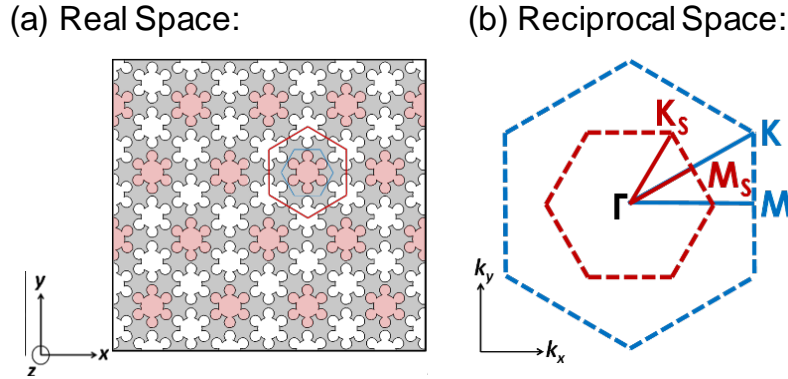 (a) Real Space:
(b) Reciprocal Space:
K_S
K
M_S
Γ
M
y
x
z
k_y
k_x